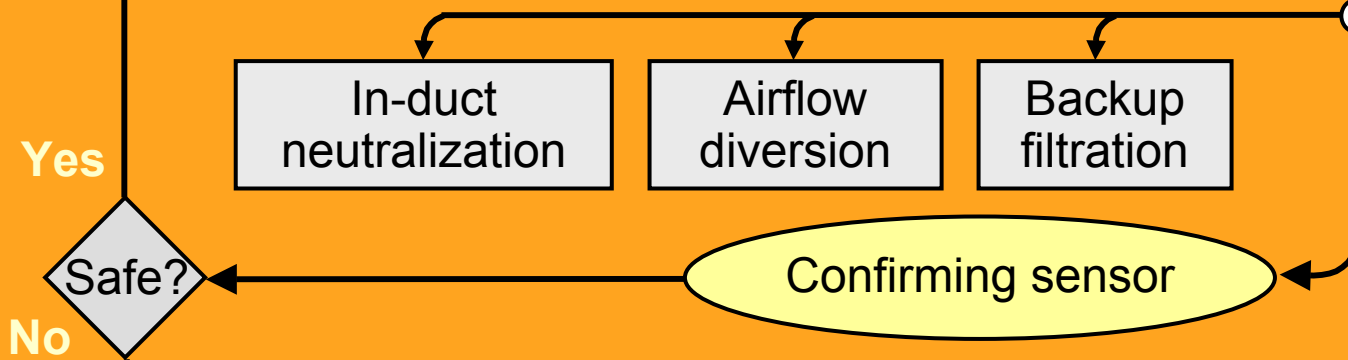 In-duct
neutralization
Airflow
diversion
Backup
filtration
Yes
Safe?
Confirming sensor
No